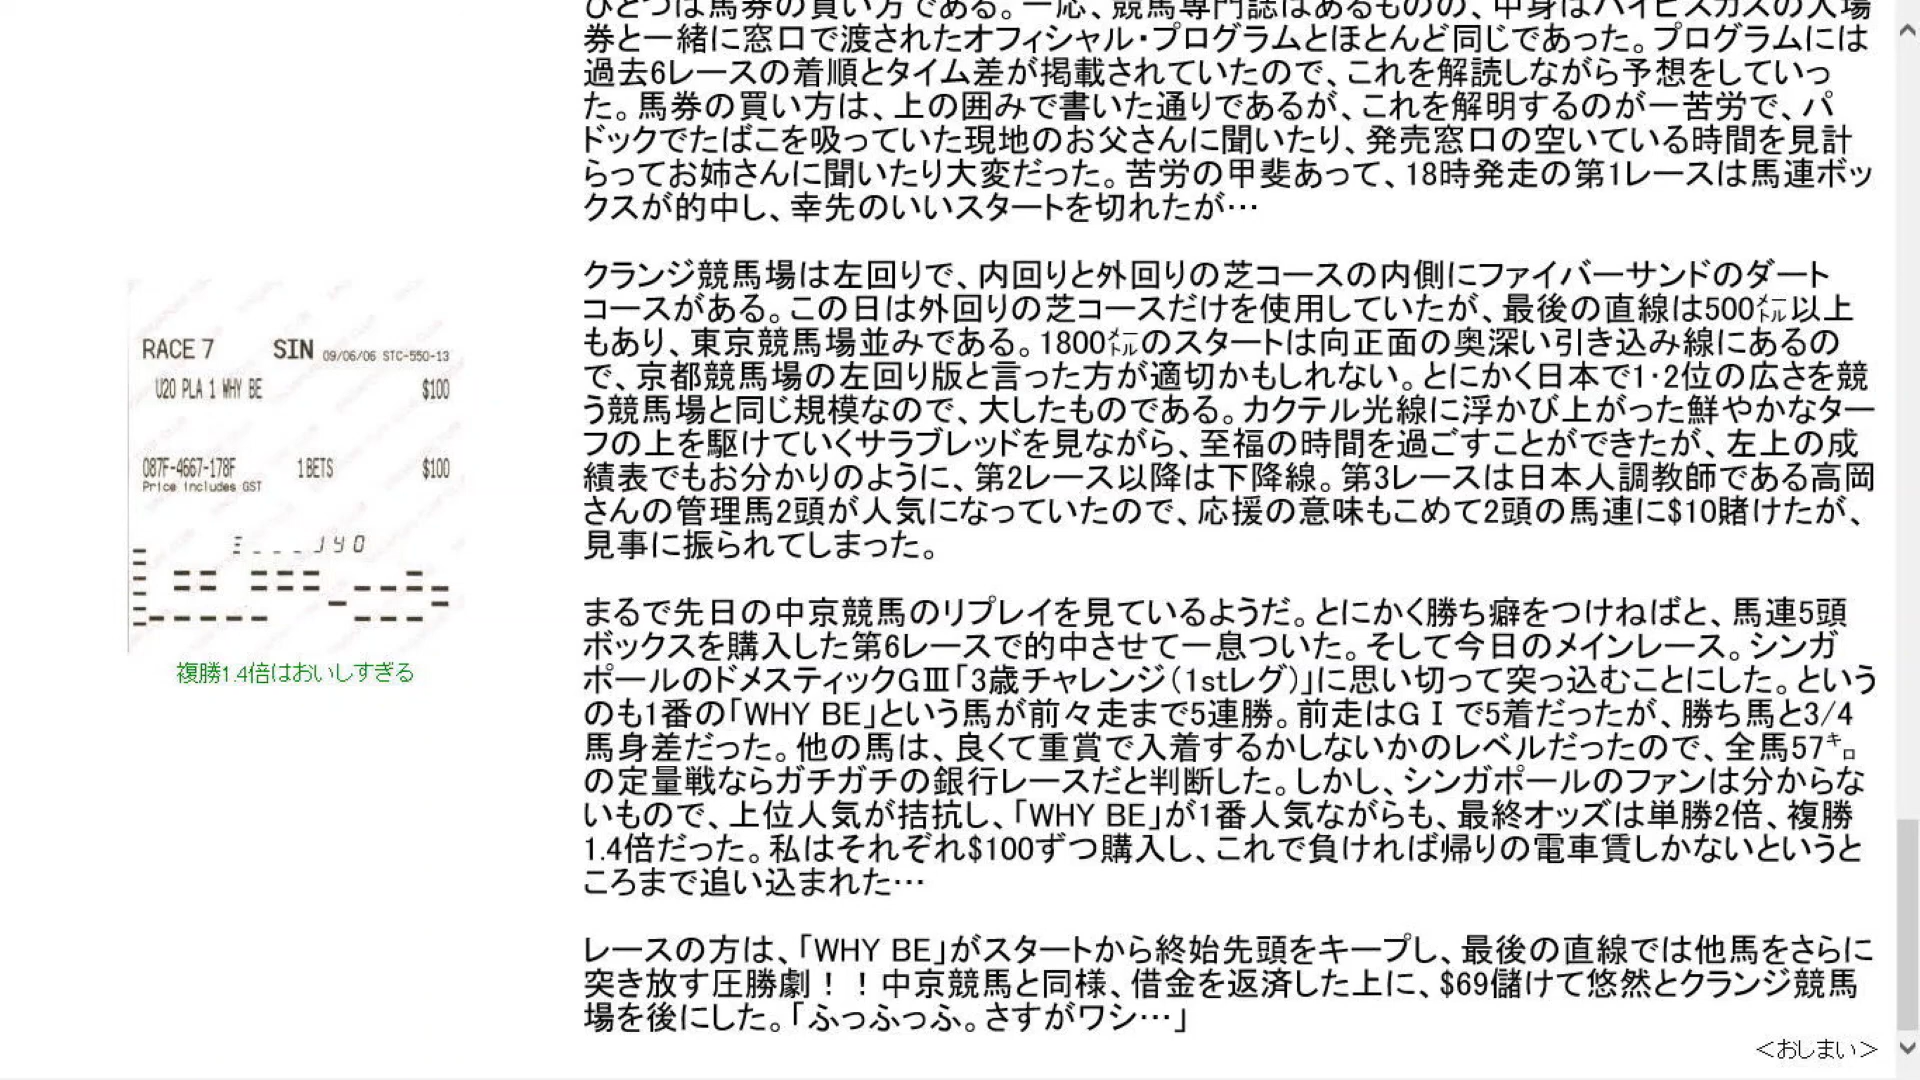 ひとつは馬券の買い方である。一応、競馬専門誌はあるものの、中身はハイビスカスの入場
券と一緒に窓口で渡されたオフィシャル・プログラムとほとんど同じであった。プログラムには
過去6レースの着順とタイム差が掲載されていたので、これを解読しながら予想をしていっ
た。馬券の買い方は、上の囲みで書いた通りであるが、これを解明するのが一苦労で、パ
ドックでたばこを吸っていた現地のお父さんに聞いたり、発売窓口の空いている時間を見計
らってお姉さんに聞いたり大変だった。苦労の甲斐あって、18時発走の第1レースは馬連ボッ
クスが的中し、幸先のいいスタートを切れたが…
クランジ競馬場は左回りで、内回りと外回りの芝コースの内側にファイバーサンドのダート
コースがある。この日は外回りの芝コースだけを使用していたが、最後の直線は500㍍以上
もあり、東京競馬場並みである。1800㍍のスタートは向正面の奥深い引き込み線にあるの
で、京都競馬場の左回り版と言った方が適切かもしれない。とにかく日本で1・2位の広さを競
う競馬場と同じ規模なので、大したものである。カクテル光線に浮かび上がった鮮やかなター
フの上を駆けていくサラブレッドを見ながら、至福の時間を過ごすことができたが、左上の成
績表でもお分かりのように、第2レース以降は下降線。第3レースは日本人調教師である高岡
さんの管理馬2頭が人気になっていたので、応援の意味もこめて2頭の馬連に$10賭けたが、
見事に振られてしまった。
まるで先日の中京競馬のリプレイを見ているようだ。とにかく勝ち癖をつけねばと、馬連5頭
ボックスを購入した第6レースで的中させて一息ついた。そして今日のメインレース。シンガ
ポールのドメスティックGⅢ「3歳チャレンジ(1stレグ)」に思い切って突っ込むことにした。という
のも1番の「WHY BE」という馬が前々走まで5連勝。前走はGⅠで5着だったが、勝ち馬と3/4
馬身差だった。他の馬は、良くて重賞で入着するかしないかのレベルだったので、全馬57㌔
の定量戦ならガチガチの銀行レースだと判断した。しかし、シンガポールのファンは分からな
いもので、上位人気が拮抗し、「WHY BE」が1番人気ながらも、最終オッズは単勝2倍、複勝
1.4倍だった。私はそれぞれ$100ずつ購入し、これで負ければ帰りの電車賃しかないというと
ころまで追い込まれた…
レースの方は、「WHY BE」がスタートから終始先頭をキープし、最後の直線では他馬をさらに
突き放す圧勝劇！！中京競馬と同様、借金を返済した上に、$69儲けて悠然とクランジ競馬
場を後にした。「ふっふっふ。さすがワシ…」
<おしまい>
RACE 7 SIN 09/06/06 STC-550-13
U20 PLA 1 WHY BE $100
087F-4667-178F 1BETS $100
Price includes GST
複勝1.4倍はおいしすぎる